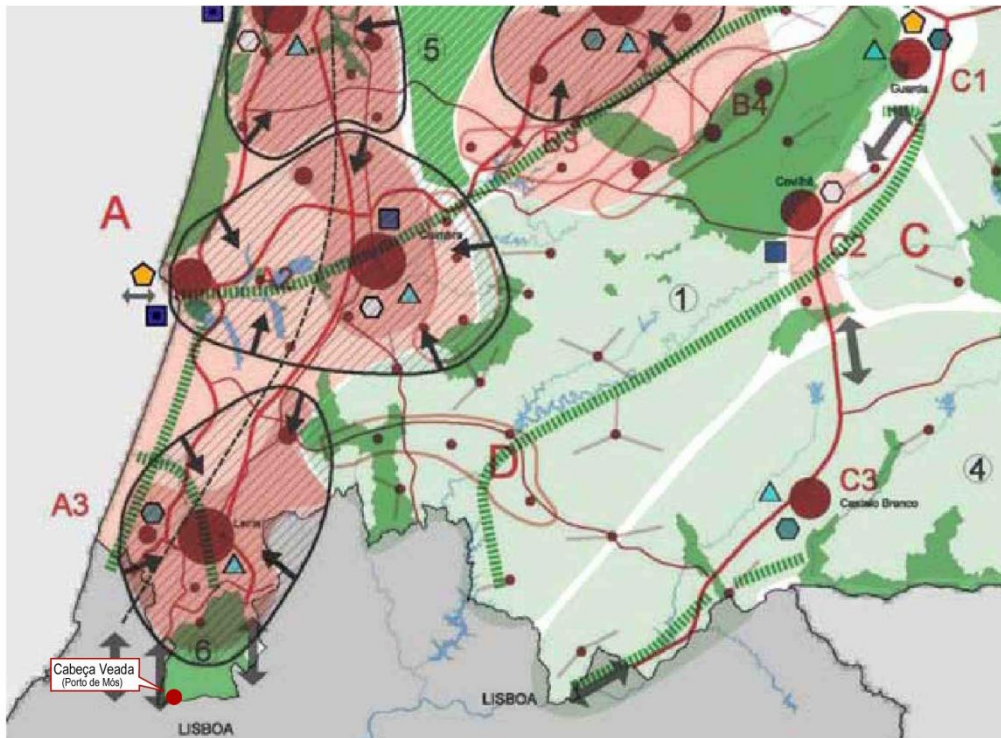 5
C1
Guarda
B4
B3
Covilhã
A
Coimbra
A2
C2
C
1
D
C3
Castelo Branco
4
A3
Leiria
6
Cabeça Veada
(Porto de Mós)
LISBOA
LISBOA